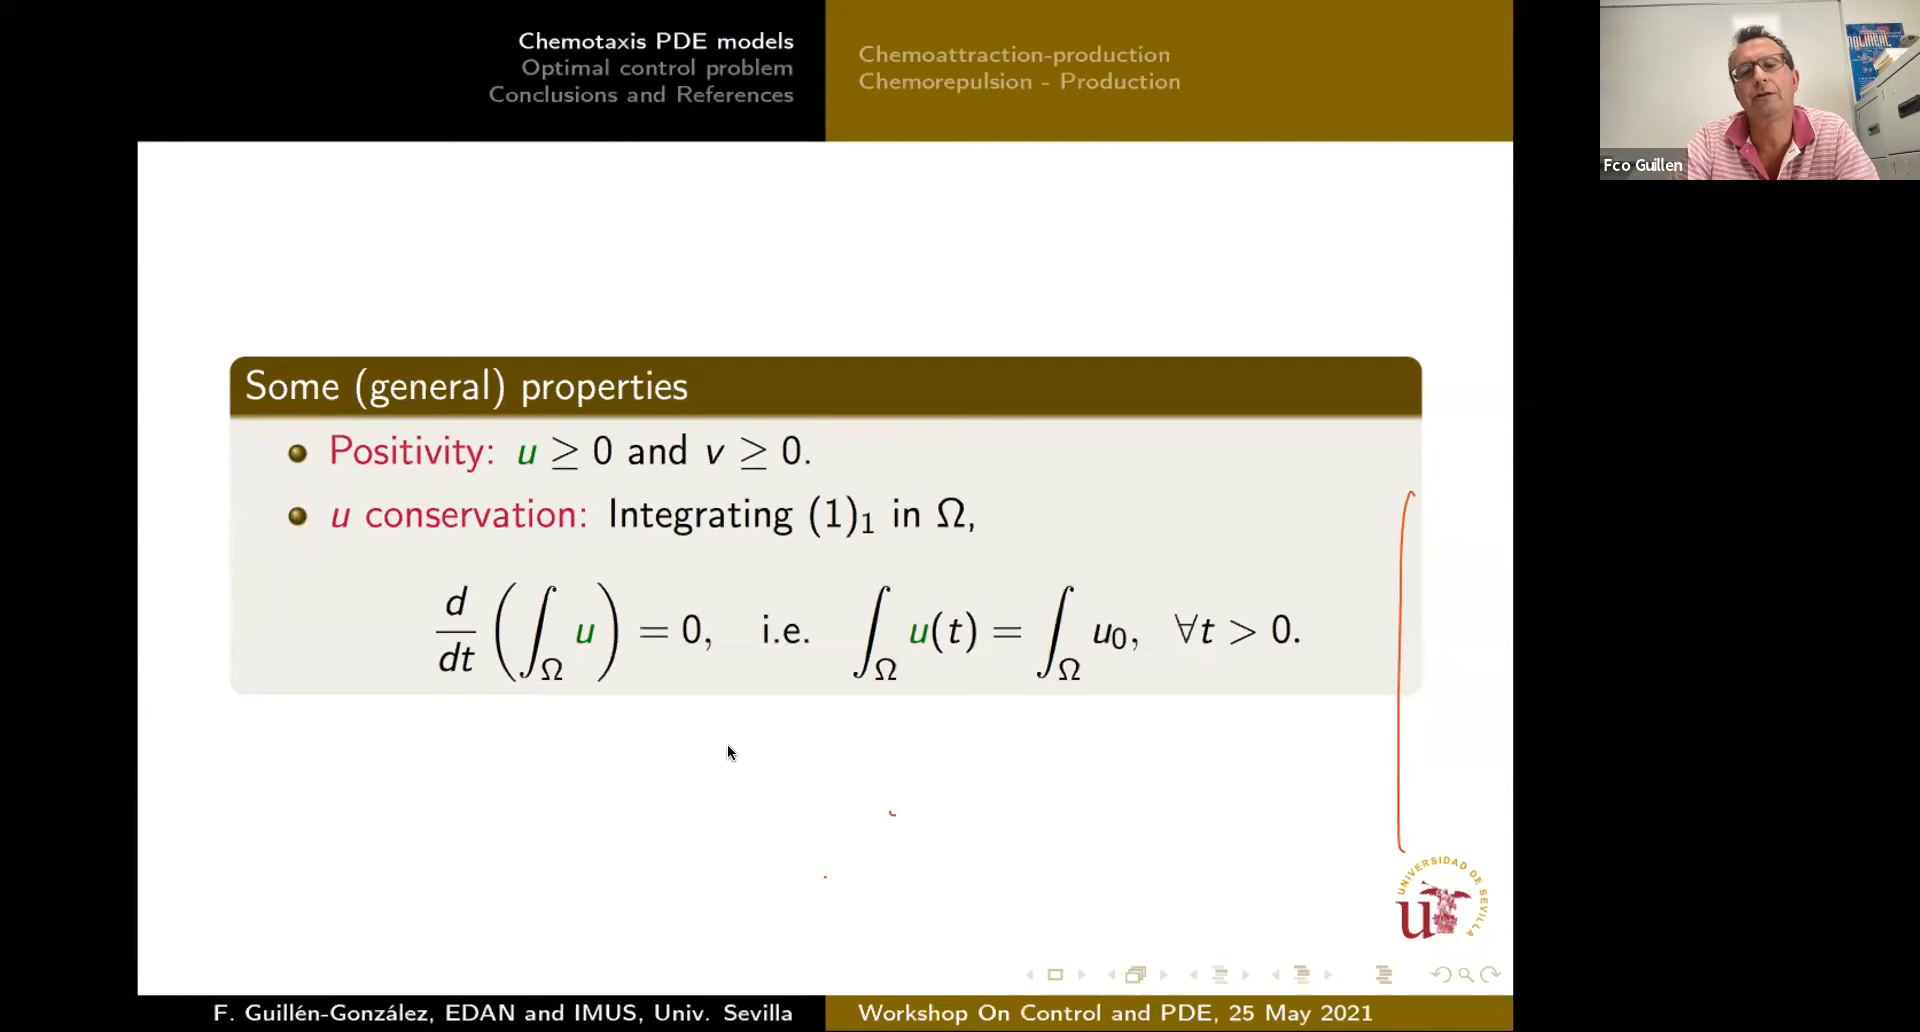 Chemotaxis PDE models
Optimal control problem
Conclusions and References
Chemoattraction-production
Chemorepulsion - Production
Fco Guillen
Some (general) properties
Positivity: u ≥ 0 and v ≥ 0.
u conservation: Integrating (1)₁ in Ω,
d/dt (∫_Ω u) = 0, i.e. ∫_Ω u(t) = ∫_Ω u₀, ∀t > 0.
UNIVERSIDAD DE SEVILLA
F. Guillén-González, EDAN and IMUS, Univ. Sevilla
Workshop On Control and PDE, 25 May 2021